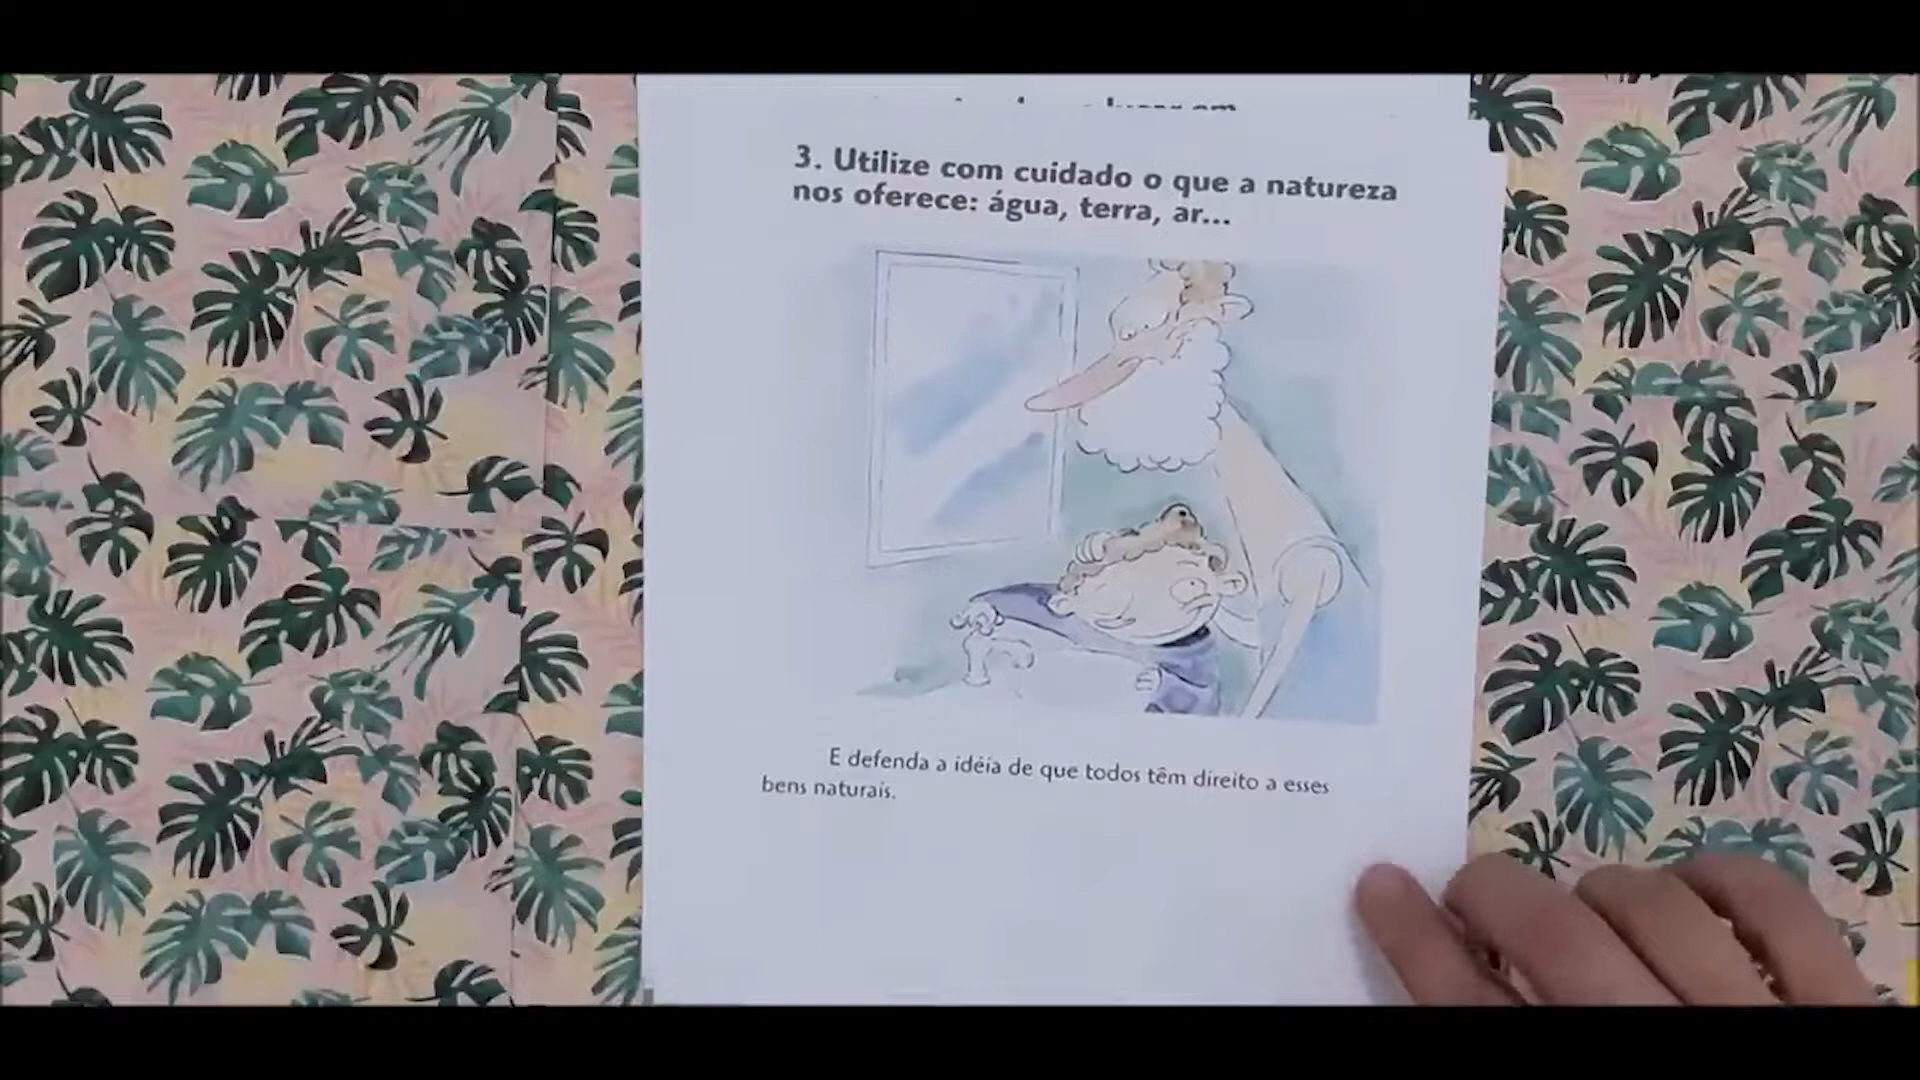 3. Utilize com cuidado o que a natureza
nos oferece: água, terra, ar...
E defenda a idéia de que todos têm direito a esses
bens naturais.